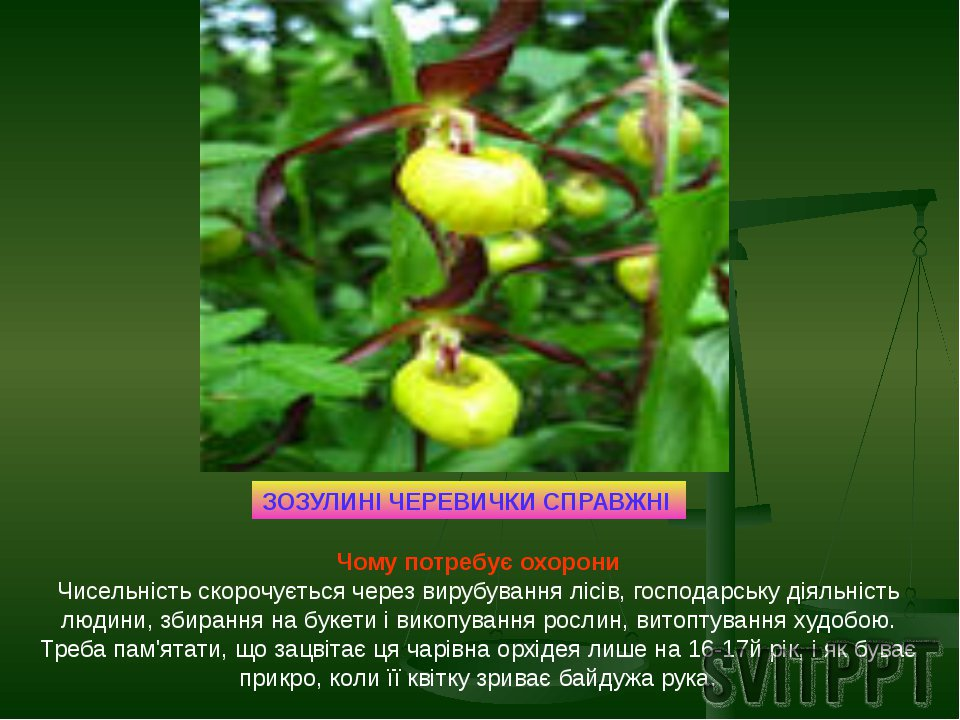 ЗОЗУЛИНІ ЧЕРЕВИЧКИ СПРАВЖНІ
Чому потребує охорони
Чисельність скорочується через вирубування лісів, господарську діяльність
людини, збирання на букети і викопування рослин, витоптування худобою.
Треба пам'ятати, що зацвітає ця чарівна орхідея лише на 16-17й рік, і як буває
прикро, коли її квітку зриває байдужа рука.
SVITPPT